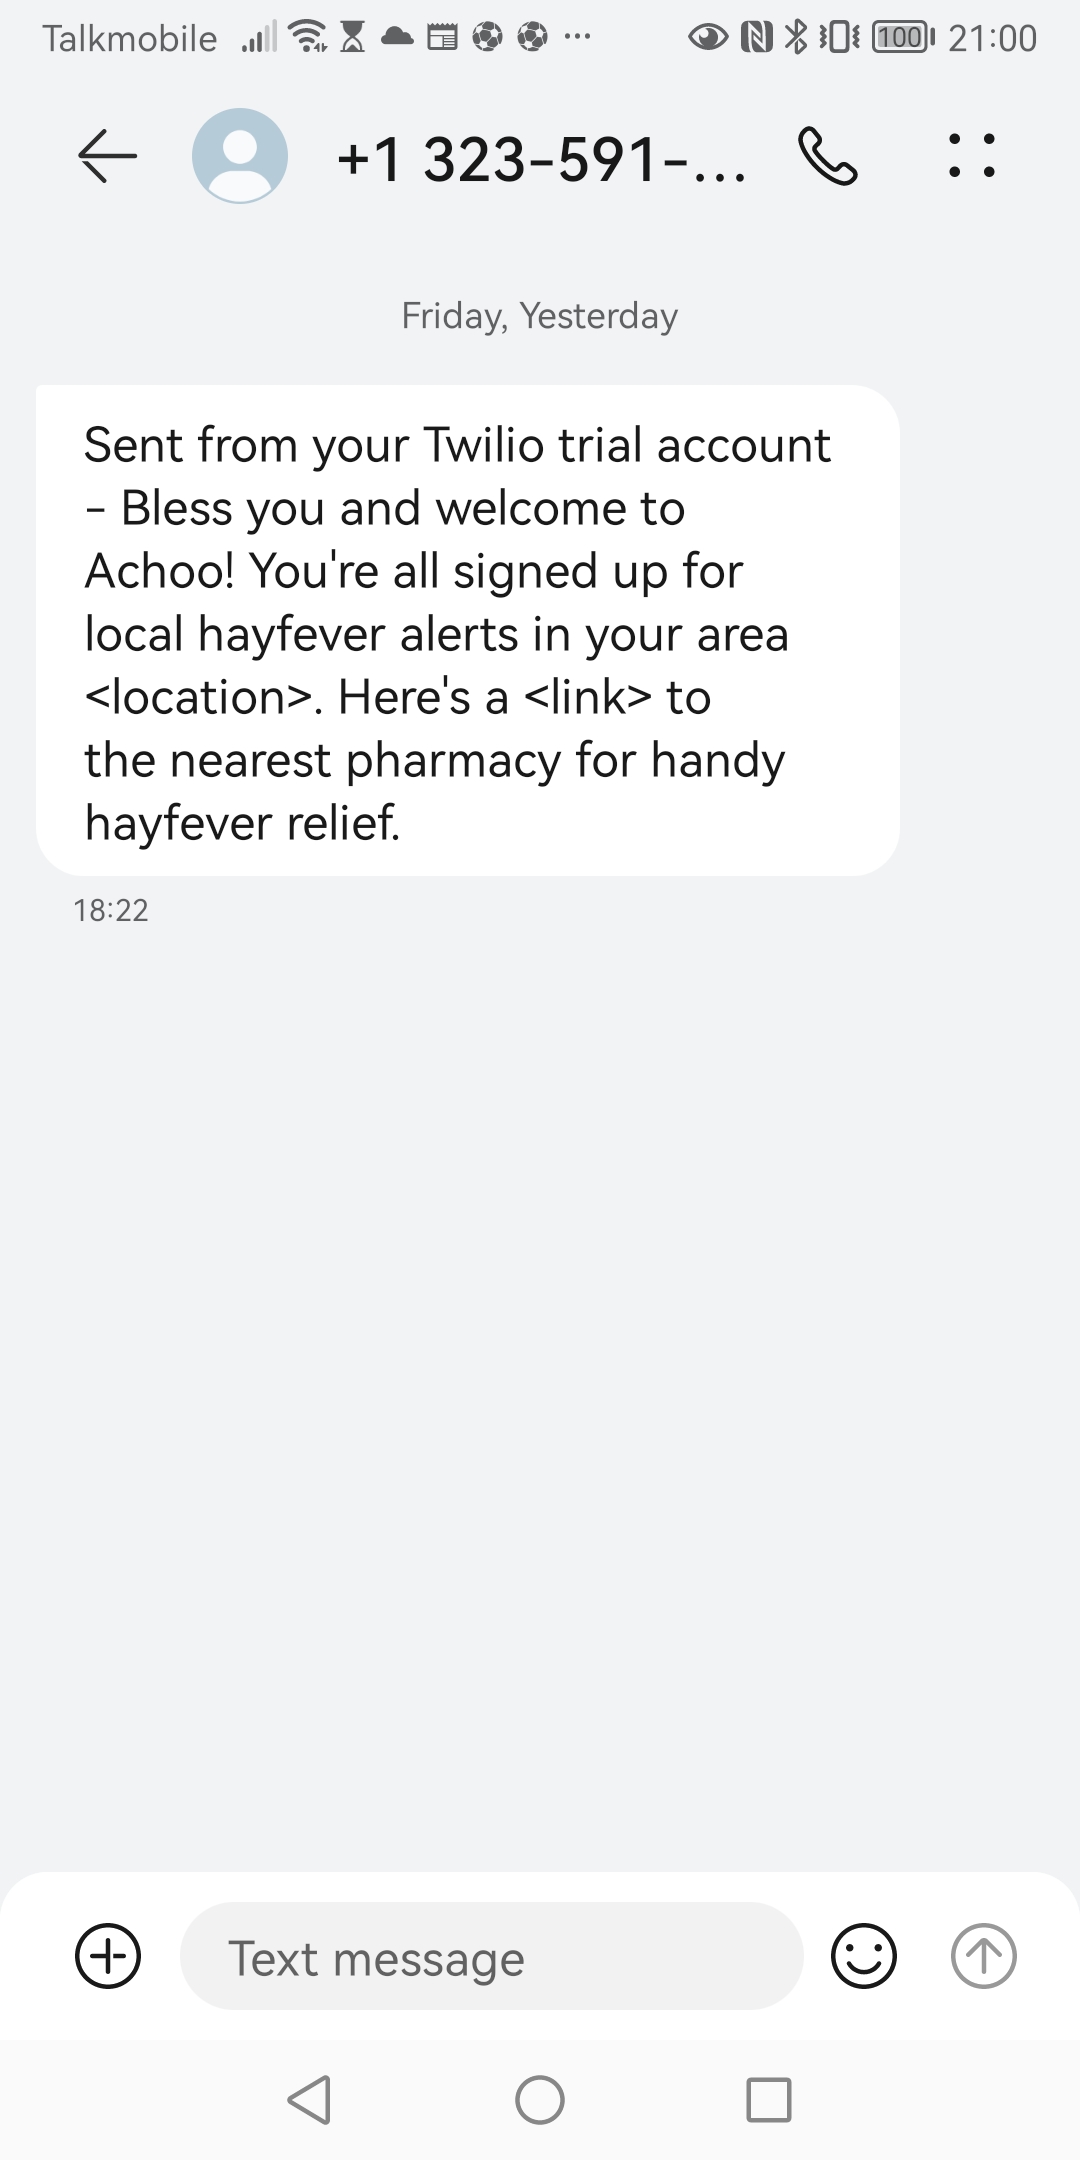 Talkmobile 100 21:00
+1 323-591-...
Friday, Yesterday
Sent from your Twilio trial account
- Bless you and welcome to
Achoo! You're all signed up for
local hayfever alerts in your area
<location>. Here's a <link> to
the nearest pharmacy for handy
hayfever relief.
18:22
Text message